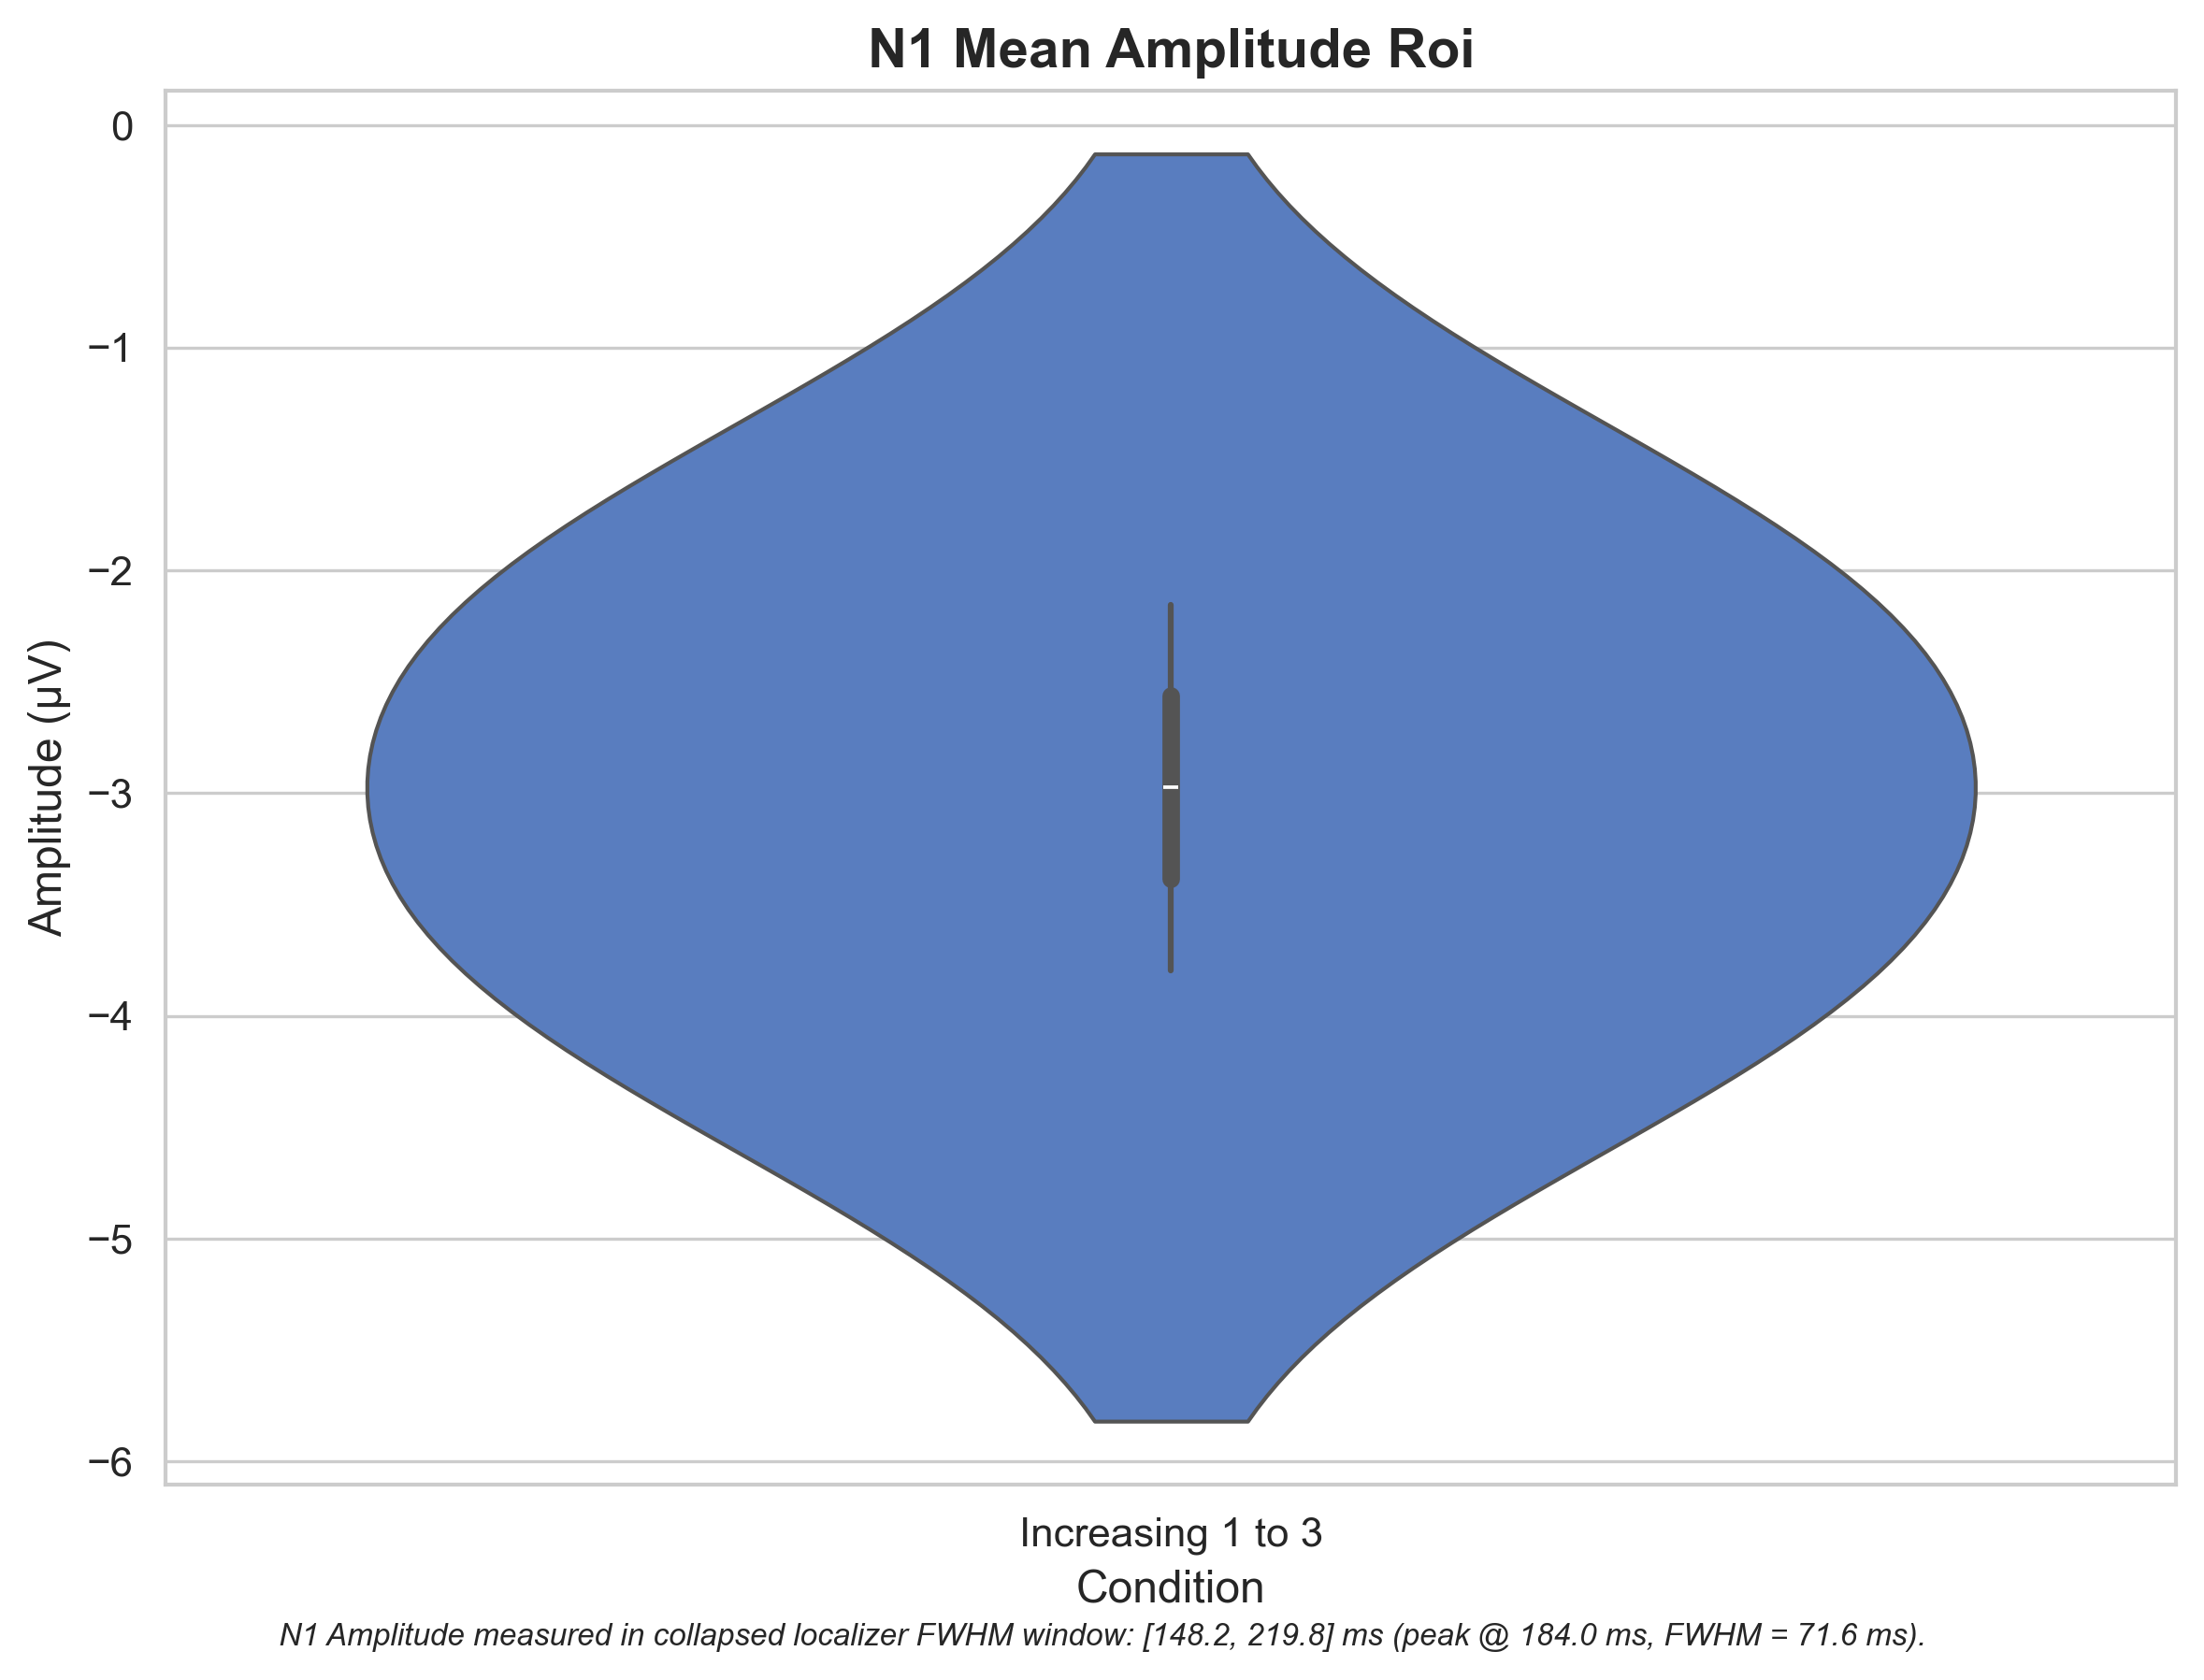 N1 Mean Amplitude Roi
0
−1
−2
−3
−4
−5
−6
Amplitude (µV)
Increasing 1 to 3
Condition
N1 Amplitude measured in collapsed localizer FWHM window: [148.2, 219.8] ms (peak @ 184.0 ms, FWHM = 71.6 ms).